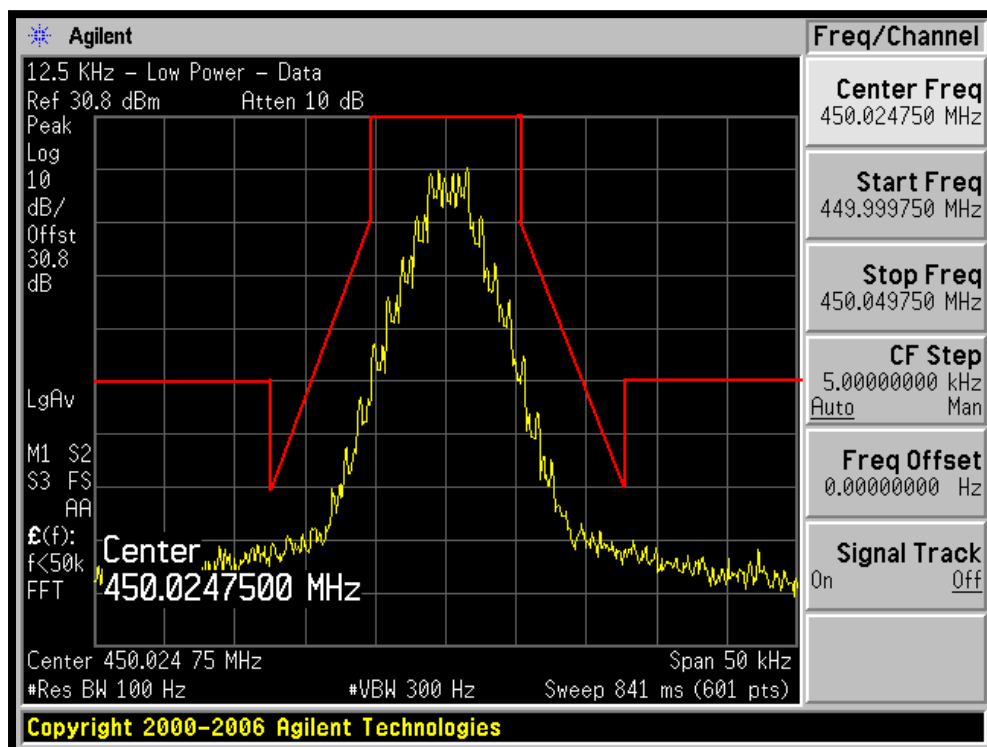 Agilent
Freq/Channel
12.5 KHz – Low Power – Data
Ref 30.8 dBm Atten 10 dB
Peak
Log
10
dB/
Offst
30.8
dB
LgAv
M1 S2
S3 FS
AA
£(f):
f<50k
FFT
Center
450.0247500 MHz
Center 450.024 75 MHz Span 50 kHz
#Res BW 100 Hz #VBW 300 Hz Sweep 841 ms (601 pts)
Center Freq
450.024750 MHz
Start Freq
449.999750 MHz
Stop Freq
450.049750 MHz
CF Step
5.00000000 kHz
Auto Man
Freq Offset
0.00000000 Hz
Signal Track
On Off
Copyright 2000–2006 Agilent Technologies